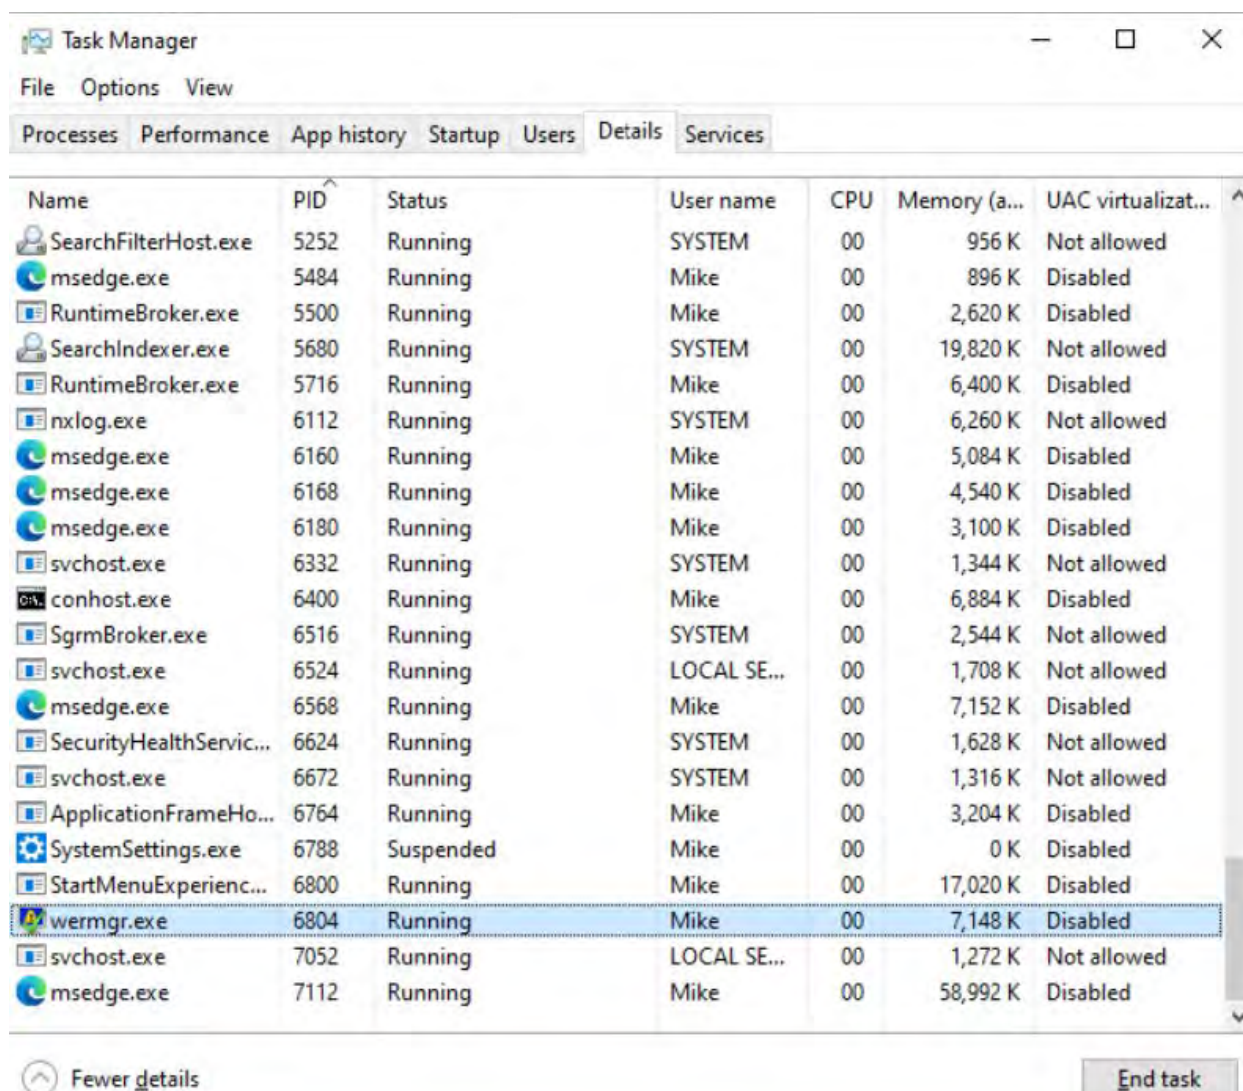 Task Manager
File Options View
Processes Performance App history Startup Users Details Services
Name PID Status User name CPU Memory (a... UAC virtualizat...
SearchFilterHost.exe 5252 Running SYSTEM 00 956 K Not allowed
msedge.exe 5484 Running Mike 00 896 K Disabled
RuntimeBroker.exe 5500 Running Mike 00 2,620 K Disabled
SearchIndexer.exe 5680 Running SYSTEM 00 19,820 K Not allowed
RuntimeBroker.exe 5716 Running Mike 00 6,400 K Disabled
nxlog.exe 6112 Running SYSTEM 00 6,260 K Not allowed
msedge.exe 6160 Running Mike 00 5,084 K Disabled
msedge.exe 6168 Running Mike 00 4,540 K Disabled
msedge.exe 6180 Running Mike 00 3,100 K Disabled
svchost.exe 6332 Running SYSTEM 00 1,344 K Not allowed
conhost.exe 6400 Running Mike 00 6,884 K Disabled
SgrmBroker.exe 6516 Running SYSTEM 00 2,544 K Not allowed
svchost.exe 6524 Running LOCAL SE... 00 1,708 K Not allowed
msedge.exe 6568 Running Mike 00 7,152 K Disabled
SecurityHealthServic... 6624 Running SYSTEM 00 1,628 K Not allowed
svchost.exe 6672 Running SYSTEM 00 1,316 K Not allowed
ApplicationFrameHo... 6764 Running Mike 00 3,204 K Disabled
SystemSettings.exe 6788 Suspended Mike 00 0 K Disabled
StartMenuExperienc... 6800 Running Mike 00 17,020 K Disabled
wermgr.exe 6804 Running Mike 00 7,148 K Disabled
svchost.exe 7052 Running LOCAL SE... 00 1,272 K Not allowed
msedge.exe 7112 Running Mike 00 58,992 K Disabled
Fewer details End task